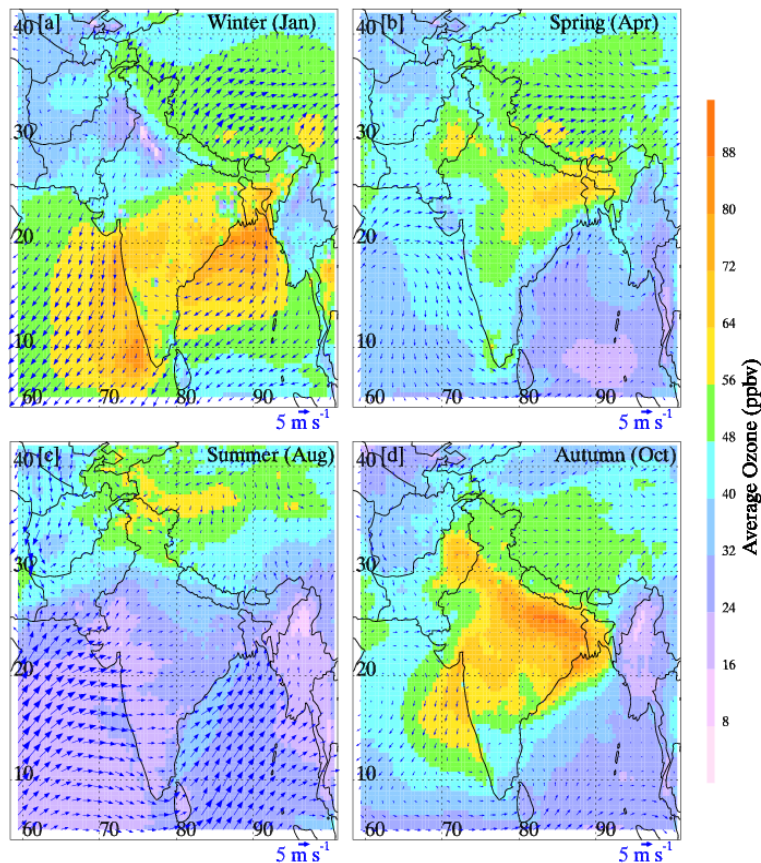 [a] Winter (Jan)
40
30
20
10
60 70 80 90
5 m s-1
[b] Spring (Apr)
40
30
20
10
60 70 80 90
5 m s-1
[c] Summer (Aug)
40
30
20
10
60 70 80 90
5 m s-1
[d] Autumn (Oct)
40
30
20
10
60 70 80 90
5 m s-1
88
80
72
64
56
48
40
32
24
16
8
Average Ozone (ppbv)